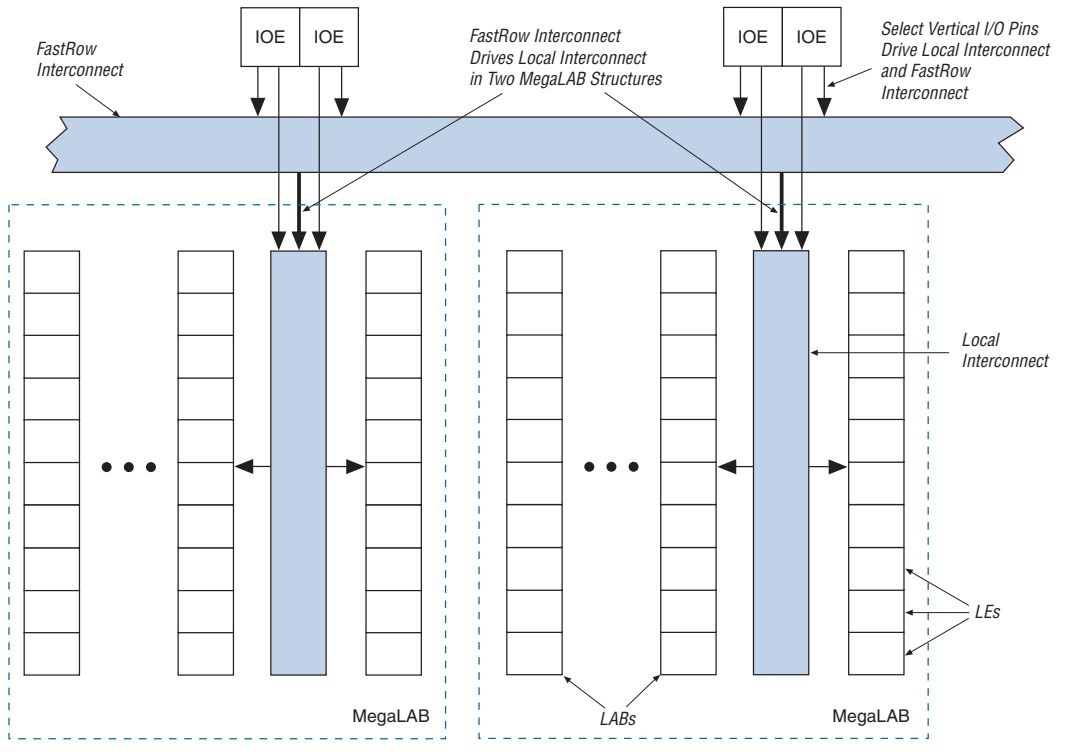 IOE IOE
IOE IOE
FastRow
Interconnect
FastRow Interconnect
Drives Local Interconnect
in Two MegaLAB Structures
Select Vertical I/O Pins
Drive Local Interconnect
and FastRow
Interconnect
Local
Interconnect
LEs
LABs
MegaLAB
MegaLAB